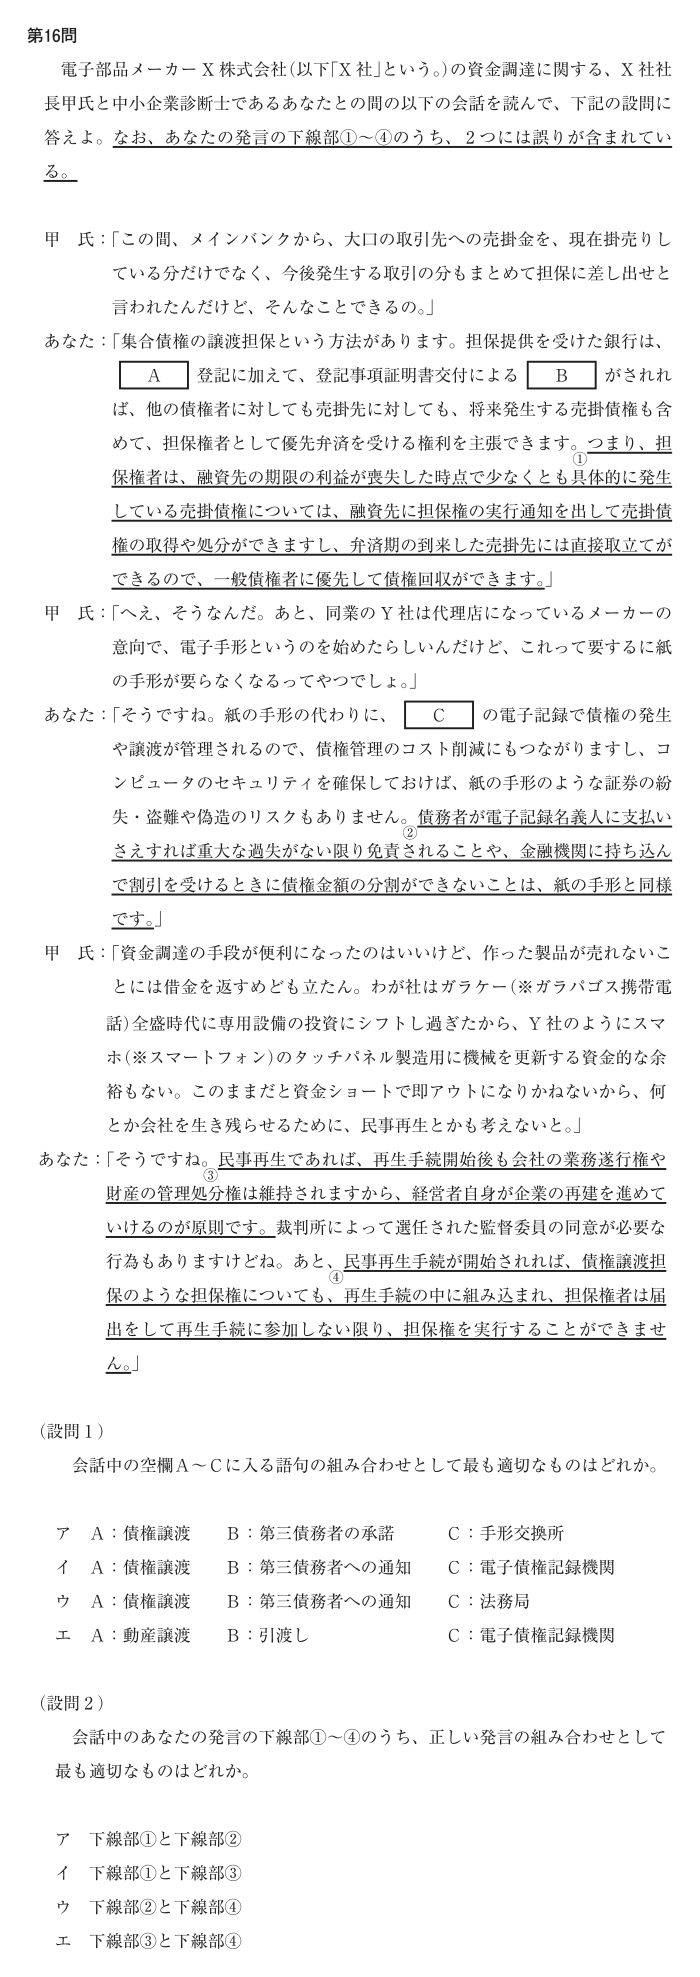 第16問
電子部品メーカーX株式会社(以下「X社」という。)の資金調達に関する、X社社
長甲氏と中小企業診断士であるあなたとの間の以下の会話を読んで、下記の設問に
答えよ。なお、あなたの発言の下線部①〜④のうち、2つには誤りが含まれてい
る。
甲 氏:「この間、メインバンクから、大口の取引先への売掛金を、現在掛売りし
ている分だけでなく、今後発生する取引の分もまとめて担保に差し出せと
言われたんだけど、そんなことできるの。」
あなた:「集合債権の譲渡担保という方法があります。担保提供を受けた銀行は、
A 登記に加えて、登記事項証明書交付による B がされれ
ば、他の債権者に対しても売掛先に対しても、将来発生する売掛債権も含
めて、担保権者として優先弁済を受ける権利を主張できます。つまり、担
①
保権者は、融資先の期限の利益が喪失した時点で少なくとも具体的に発生
している売掛債権については、融資先に担保権の実行通知を出して売掛債
権の取得や処分ができますし、弁済期の到来した売掛先には直接取立てが
できるので、一般債権者に優先して債権回収ができます。」
甲 氏:「へえ、そうなんだ。あと、同業のY社は代理店になっているメーカーの
意向で、電子手形というのを始めたらしいんだけど、これって要するに紙
の手形が要らなくなるってやつでしょ。」
あなた:「そうですね。紙の手形の代わりに、 C の電子記録で債権の発生
や譲渡が管理されるので、債権管理のコスト削減にもつながりますし、コ
ンピュータのセキュリティを確保しておけば、紙の手形のような証券の紛
失・盗難や偽造のリスクもありません。債務者が電子記録名義人に支払い
②
さえすれば重大な過失がない限り免責されることや、金融機関に持ち込ん
で割引を受けるときに債権金額の分割ができないことは、紙の手形と同様
です。」
甲 氏:「資金調達の手段が便利になったのはいいけど、作った製品が売れないこ
とには借金を返すめども立たん。わが社はガラケー(※ガラパゴス携帯電
話)全盛時代に専用設備の投資にシフトし過ぎたから、Y社のようにスマ
ホ(※スマートフォン)のタッチパネル製造用に機械を更新する資金的な余
裕もない。このままだと資金ショートで即アウトになりかねないから、何
とか会社を生き残らせるために、民事再生とかも考えないと。」
あなた:「そうですね。民事再生であれば、再生手続開始後も会社の業務遂行権や
③
財産の管理処分権は維持されますから、経営者自身が企業の再建を進めて
いけるのが原則です。裁判所によって選任された監督委員の同意が必要な
行為もありますけどね。あと、民事再生手続が開始されれば、債権譲渡担
④
保のような担保権についても、再生手続の中に組み込まれ、担保権者は届
出をして再生手続に参加しない限り、担保権を実行することができませ
ん。」
(設問1)
会話中の空欄A〜Cに入る語句の組み合わせとして最も適切なものはどれか。
ア A:債権譲渡 B:第三債務者の承諾 C:手形交換所
イ A:債権譲渡 B:第三債務者への通知 C:電子債権記録機関
ウ A:債権譲渡 B:第三債務者への通知 C:法務局
エ A:動産譲渡 B:引渡し C:電子債権記録機関
(設問2)
会話中のあなたの発言の下線部①〜④のうち、正しい発言の組み合わせとして
最も適切なものはどれか。
ア 下線部①と下線部②
イ 下線部①と下線部③
ウ 下線部②と下線部④
エ 下線部③と下線部④